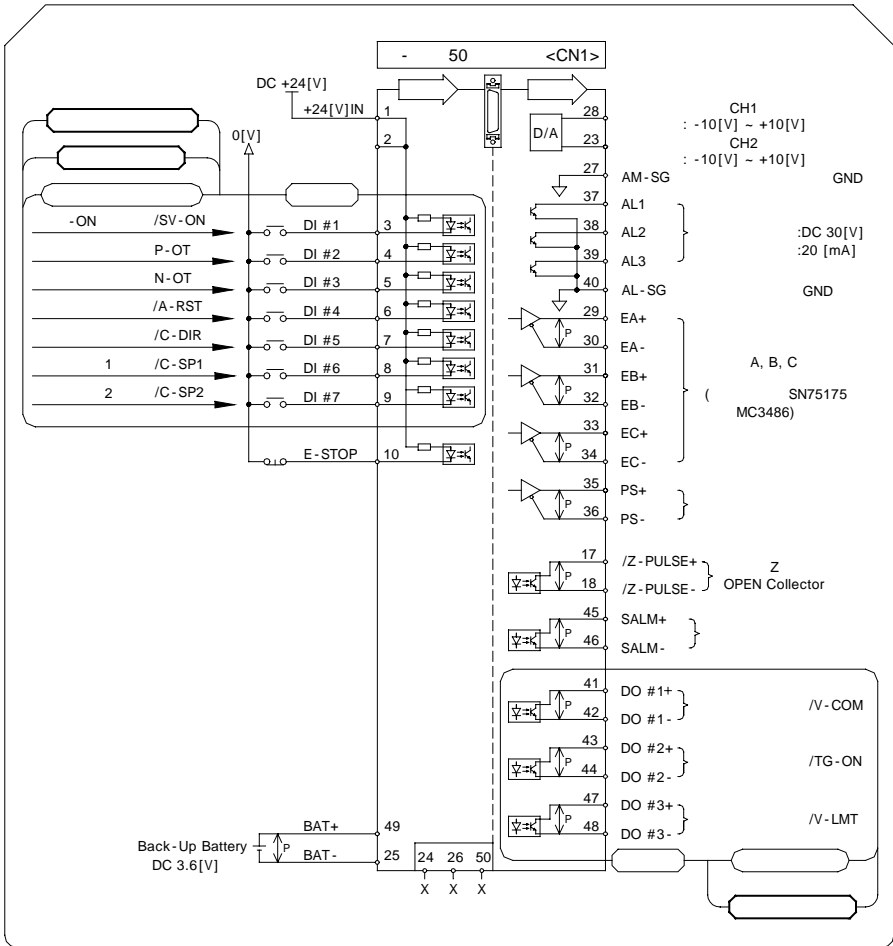 - 50 <CN1>
DC +24[V]
+24[V]IN 1
2
0[V]
-ON /SV-ON DI #1 3
P-OT DI #2 4
N-OT DI #3 5
/A-RST DI #4 6
/C-DIR DI #5 7
1 /C-SP1 DI #6 8
2 /C-SP2 DI #7 9
E-STOP 10
BAT+ 49
Back-Up Battery
DC 3.6[V]
P
BAT- 25
24 26 50
X X X
D/A
28
23
CH1
: -10[V] ~ +10[V]
CH2
: -10[V] ~ +10[V]
27 AM-SG GND
37 AL1
38 AL2
39 AL3
:DC 30[V]
:20 [mA]
40 AL-SG GND
29 EA+
P
30 EA-
31 EB+
P
32 EB-
33 EC+
P
34 EC-
A, B, C
( SN75175
MC3486)
35 PS+
P
36 PS-
17 /Z-PULSE+
P
18 /Z-PULSE-
Z
OPEN Collector
45 SALM+
P
46 SALM-
41 DO #1+
P
42 DO #1-
/V-COM
43 DO #2+
P
44 DO #2-
/TG-ON
47 DO #3+
P
48 DO #3-
/V-LMT